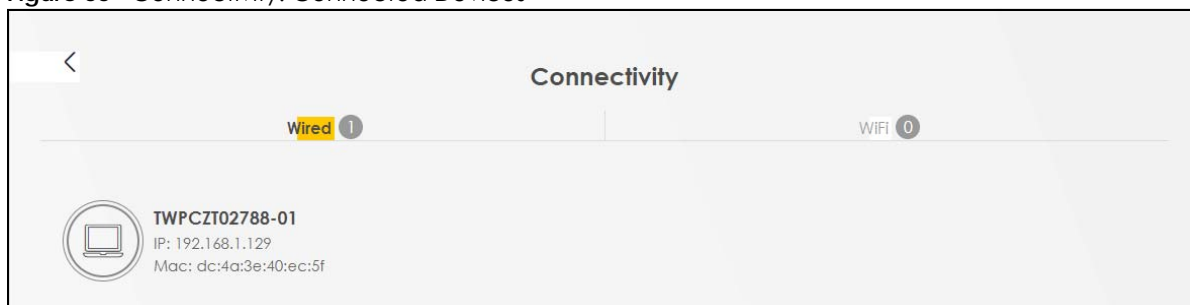 Connectivity
Wired 1
WiFi 0
TWPCZT02788-01
IP: 192.168.1.129
Mac: dc:4a:3e:40:ec:5f